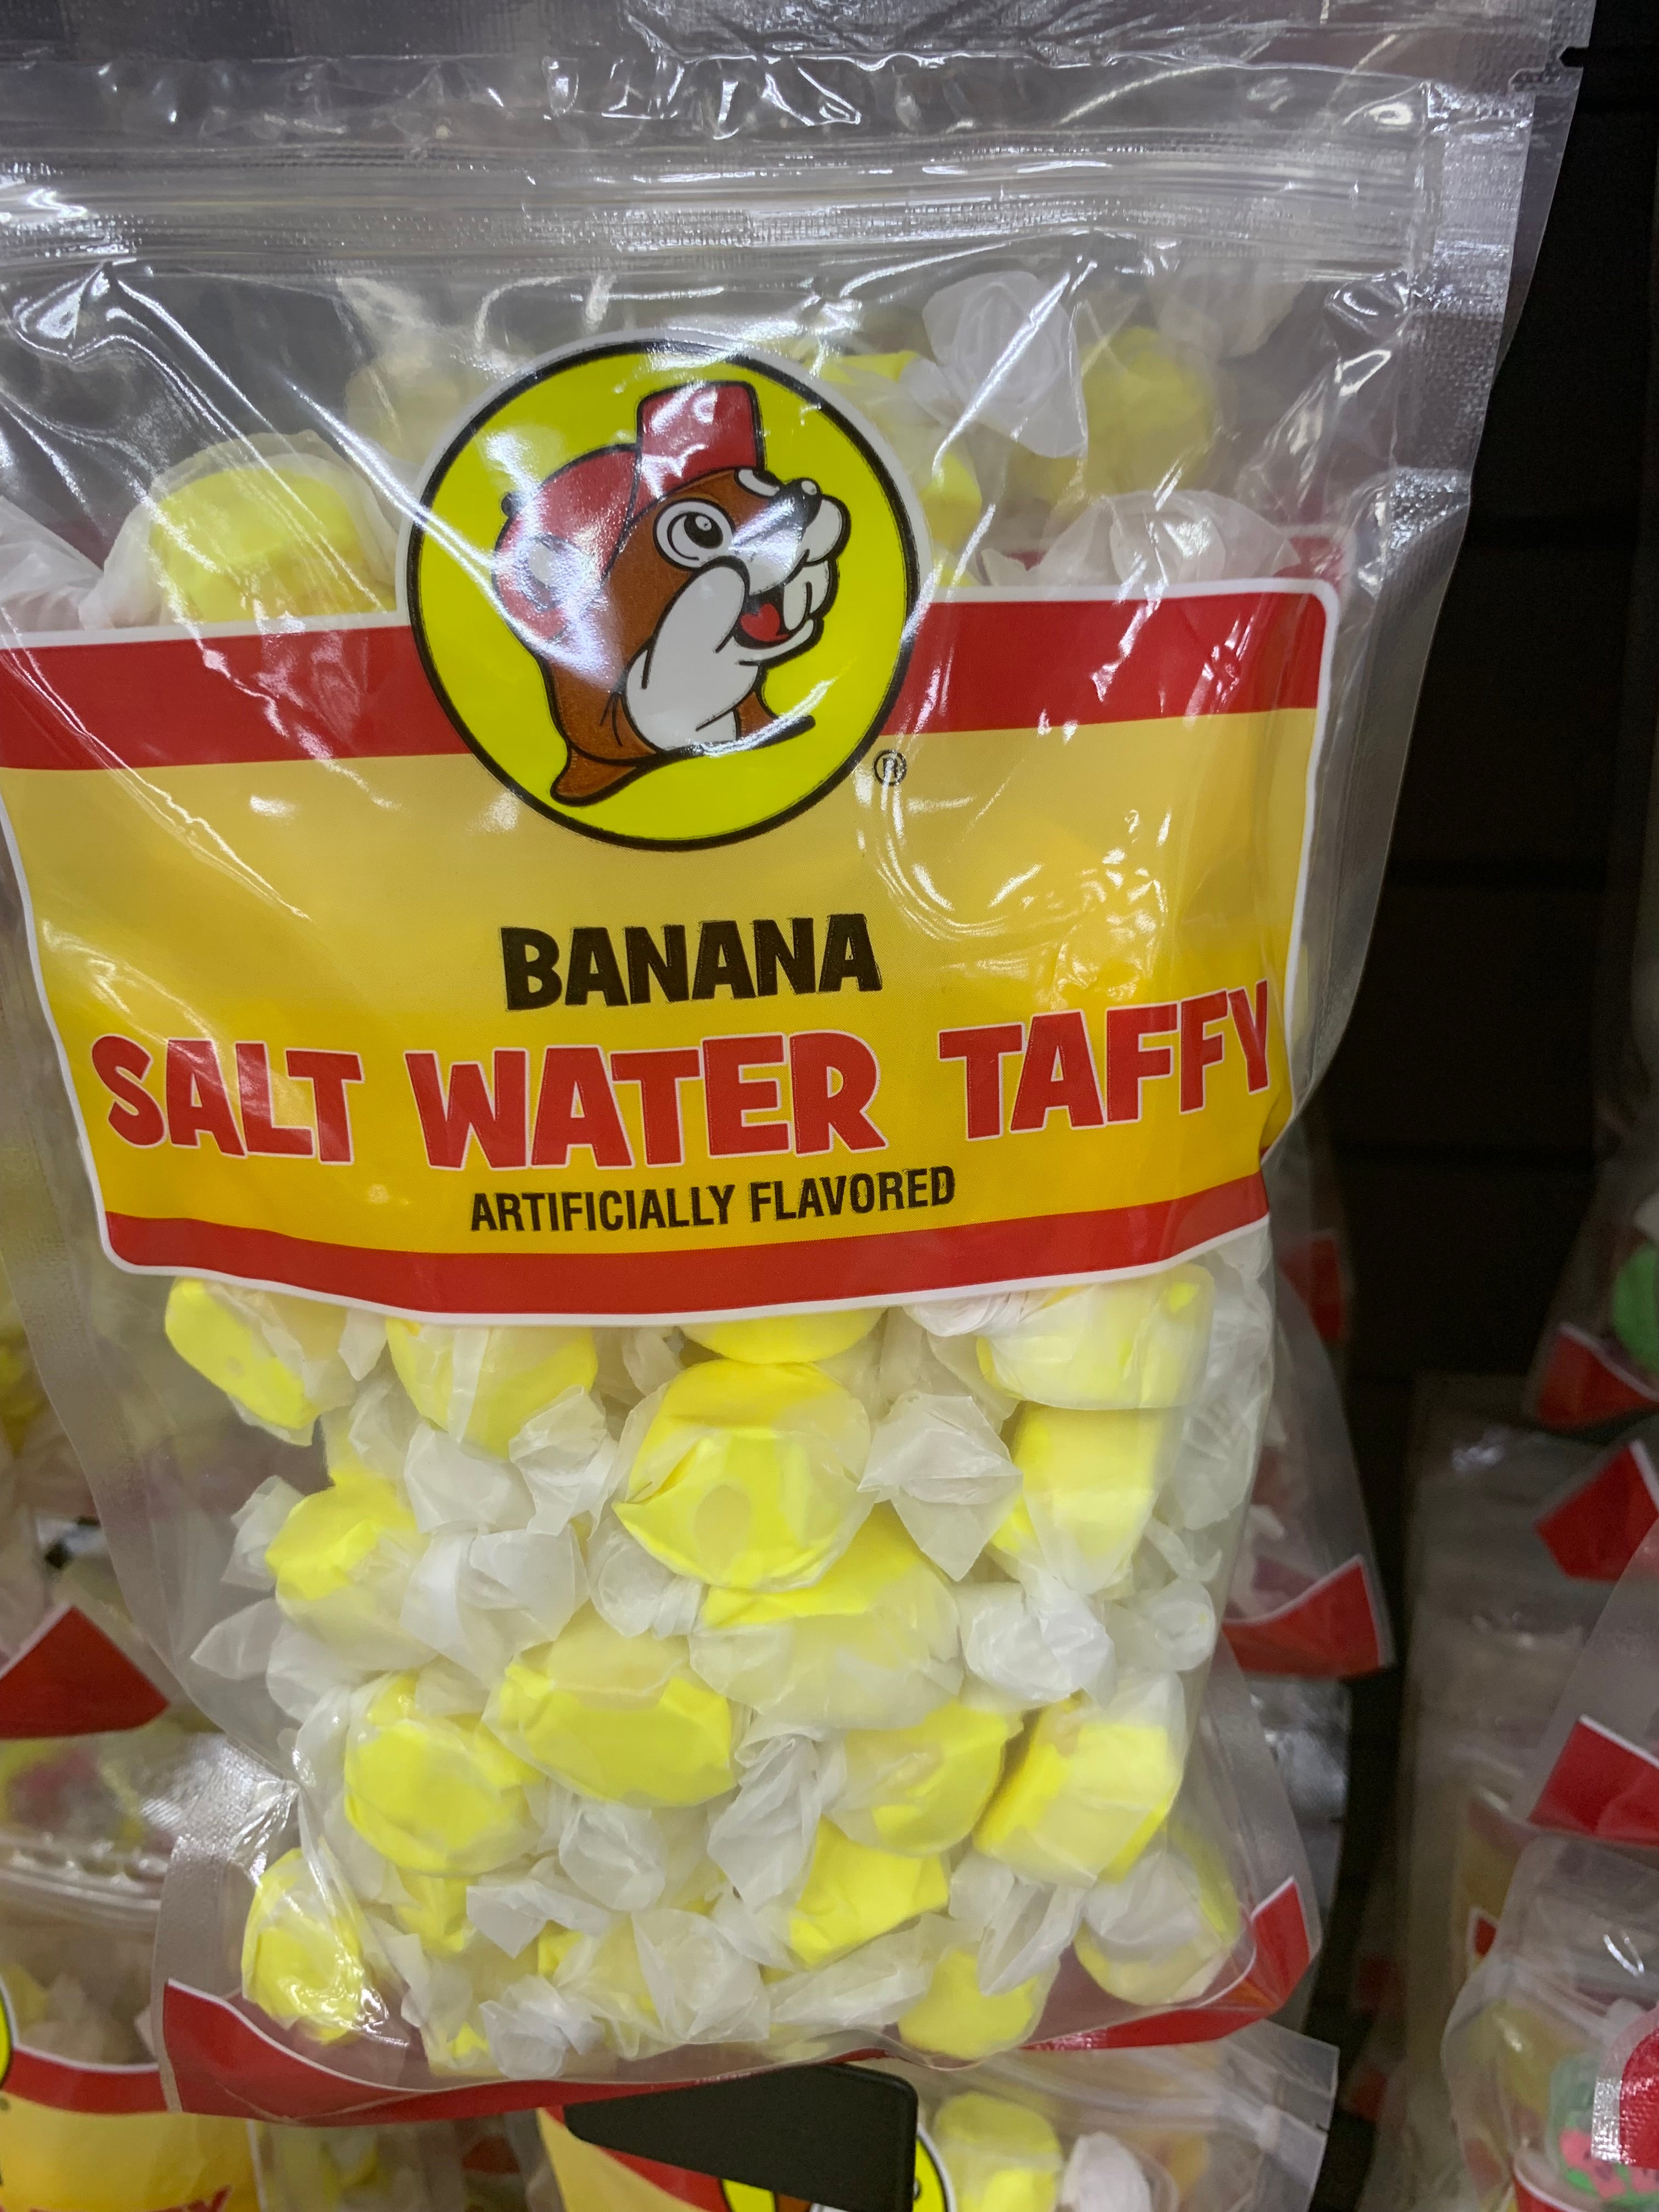 ®
BANANA
SALT WATER TAFFY
ARTIFICIALLY FLAVORED